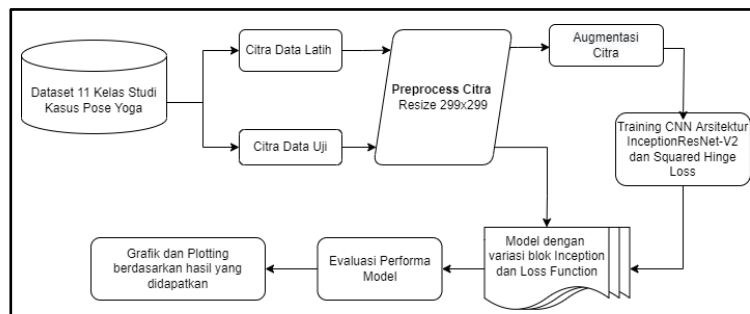 Dataset 11 Kelas Studi
Kasus Pose Yoga
Citra Data Latih
Citra Data Uji
Preprocess Citra
Resize 299x299
Augmentasi
Citra
Training CNN Arsitektur
InceptionResNet-V2
dan Squared Hinge
Loss
Model dengan
variasi blok Inception
dan Loss Function
Evaluasi Performa
Model
Grafik dan Plotting
berdasarkan hasil yang
didapatkan